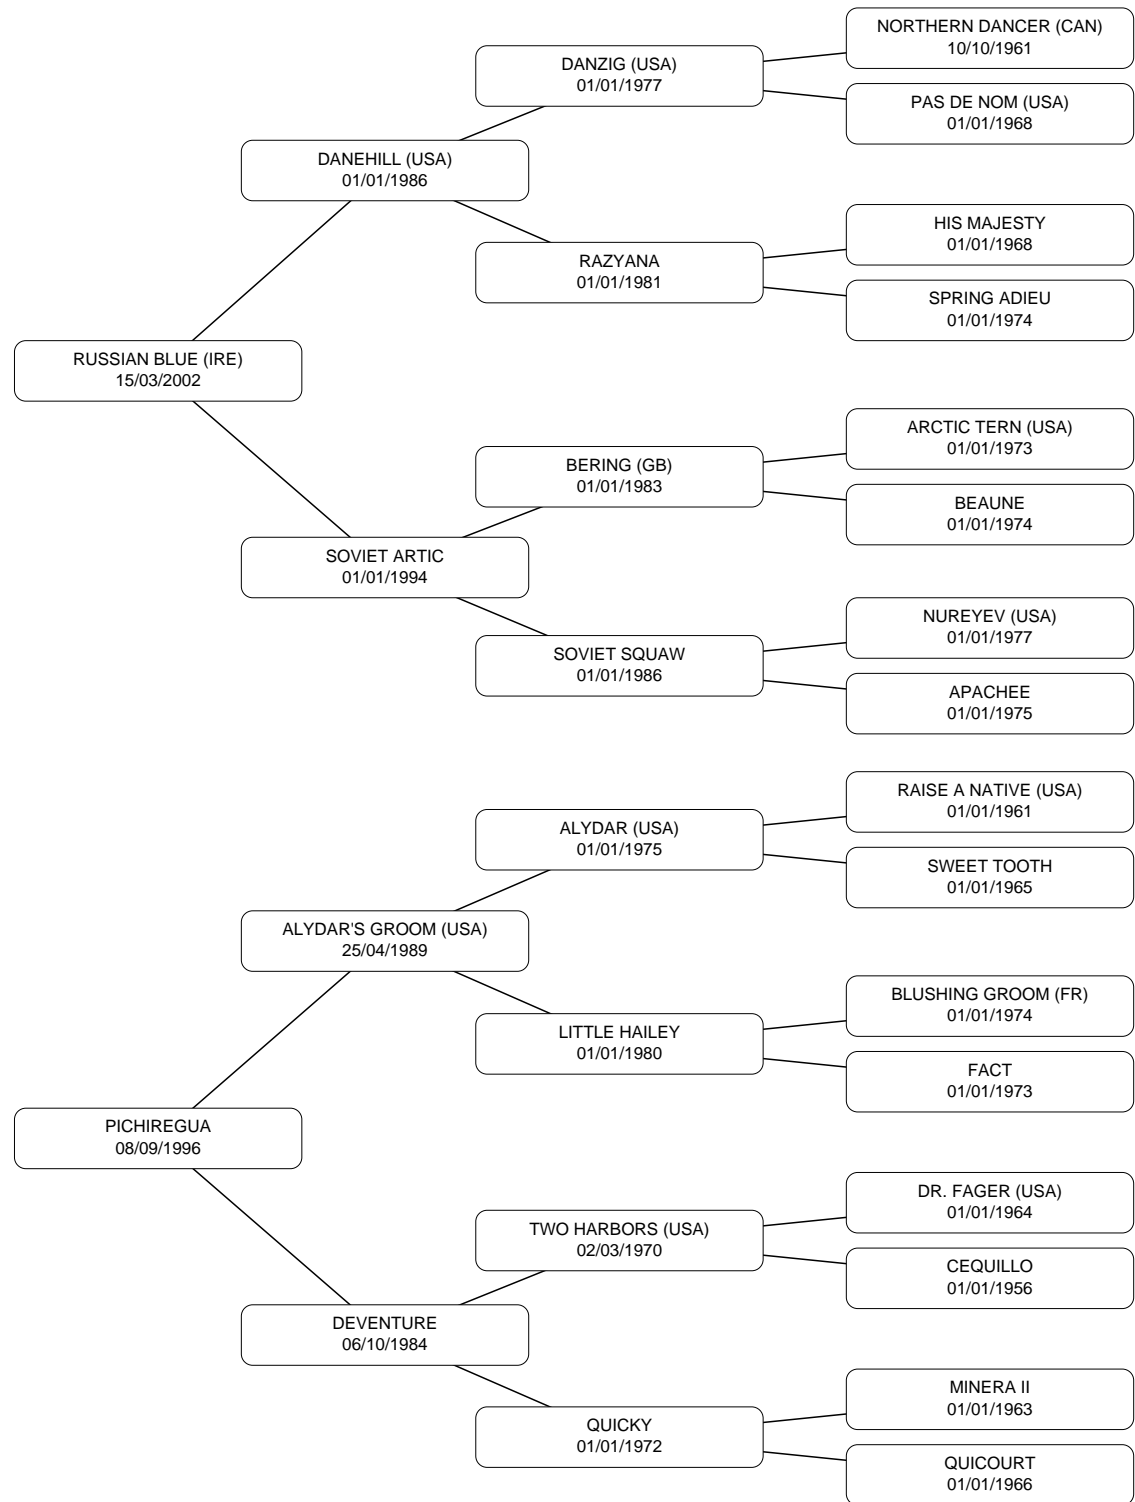 NORTHERN DANCER (CAN)
10/10/1961
DANZIG (USA)
01/01/1977
PAS DE NOM (USA)
01/01/1968
DANEHILL (USA)
01/01/1986
HIS MAJESTY
01/01/1968
RAZYANA
01/01/1981
SPRING ADIEU
01/01/1974
RUSSIAN BLUE (IRE)
15/03/2002
ARCTIC TERN (USA)
01/01/1973
BERING (GB)
01/01/1983
BEAUNE
01/01/1974
SOVIET ARTIC
01/01/1994
NUREYEV (USA)
01/01/1977
SOVIET SQUAW
01/01/1986
APACHEE
01/01/1975
RAISE A NATIVE (USA)
01/01/1961
ALYDAR (USA)
01/01/1975
SWEET TOOTH
01/01/1965
ALYDAR'S GROOM (USA)
25/04/1989
BLUSHING GROOM (FR)
01/01/1974
LITTLE HAILEY
01/01/1980
FACT
01/01/1973
PICHIREGUA
08/09/1996
DR. FAGER (USA)
01/01/1964
TWO HARBORS (USA)
02/03/1970
CEQUILLO
01/01/1956
DEVENTURE
06/10/1984
MINERA II
01/01/1963
QUICKY
01/01/1972
QUICOURT
01/01/1966